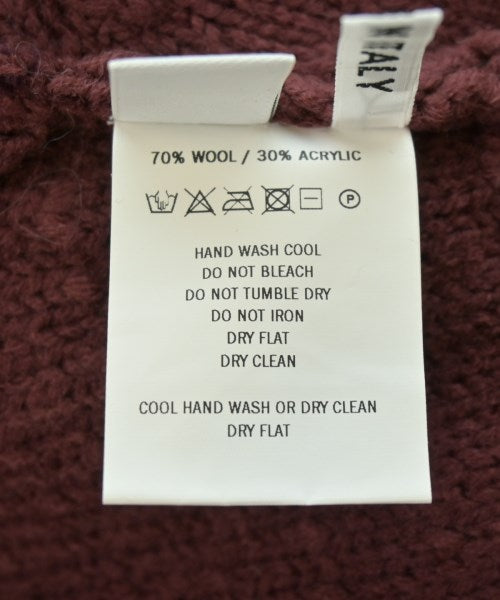 ITALY
70% WOOL / 30% ACRYLIC
P
HAND WASH COOL
DO NOT BLEACH
DO NOT TUMBLE DRY
DO NOT IRON
DRY FLAT
DRY CLEAN
COOL HAND WASH OR DRY CLEAN
DRY FLAT